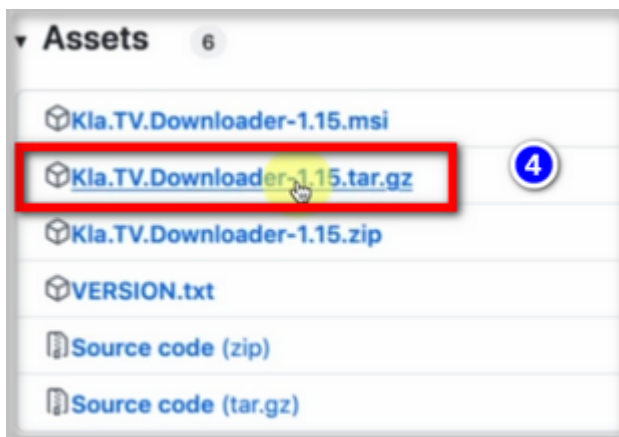 Assets 6
Kla.TV.Downloader-1.15.msi
Kla.TV.Downloader-1.15.tar.gz
4
Kla.TV.Downloader-1.15.zip
VERSION.txt
Source code (zip)
Source code (tar.gz)